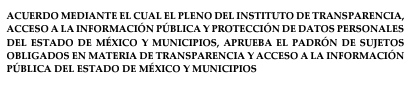 ACUERDO MEDIANTE EL CUAL EL PLENO DEL INSTITUTO DE TRANSPARENCIA,
ACCESO A LA INFORMACIÓN PÚBLICA Y PROTECCIÓN DE DATOS PERSONALES
DEL ESTADO DE MÉXICO Y MUNICIPIOS, APRUEBA EL PADRÓN DE SUJETOS
OBLIGADOS EN MATERIA DE TRANSPARENCIA Y ACCESO A LA INFORMACIÓN
PÚBLICA DEL ESTADO DE MÉXICO Y MUNICIPIOS